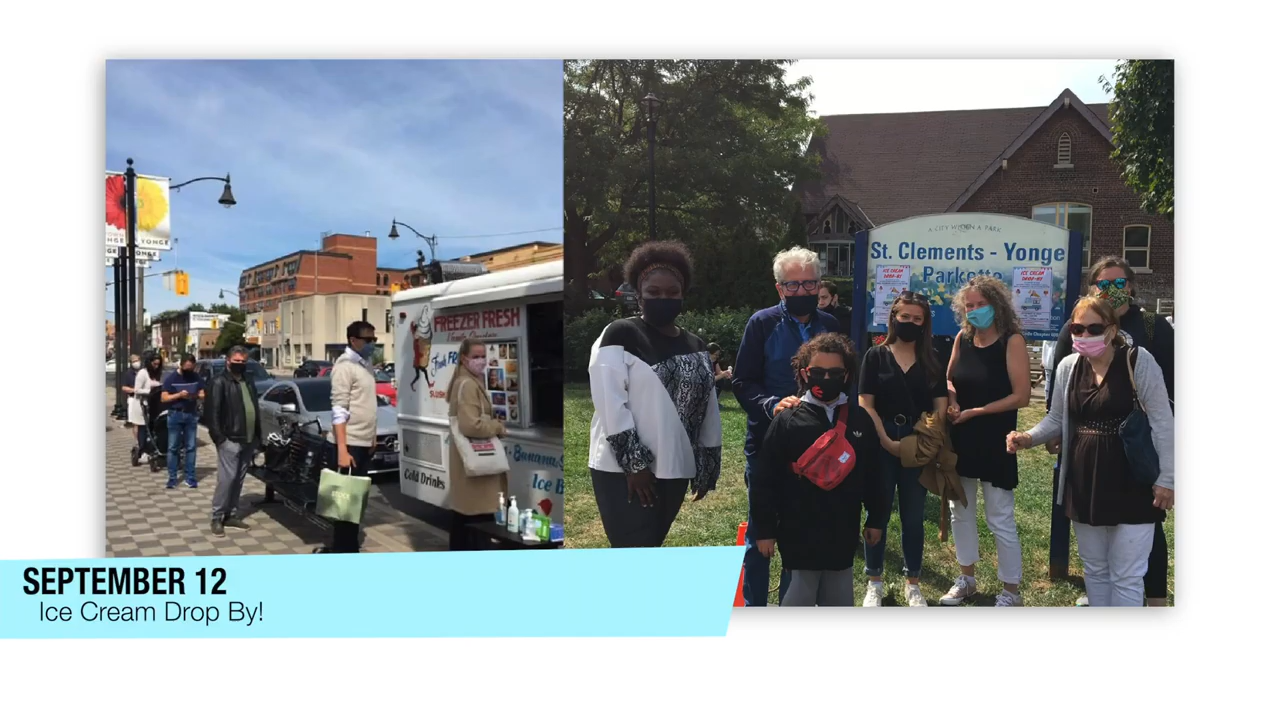 YONGE
FREEZER FRESH
Cold Drinks
Banana
Ice
A CITY WITHIN A PARK
St. Clements - Yonge
Parkette
ICE CREAM
DROP-BY
ICE CREAM
DROP-BY
SEPTEMBER 12
Ice Cream Drop By!